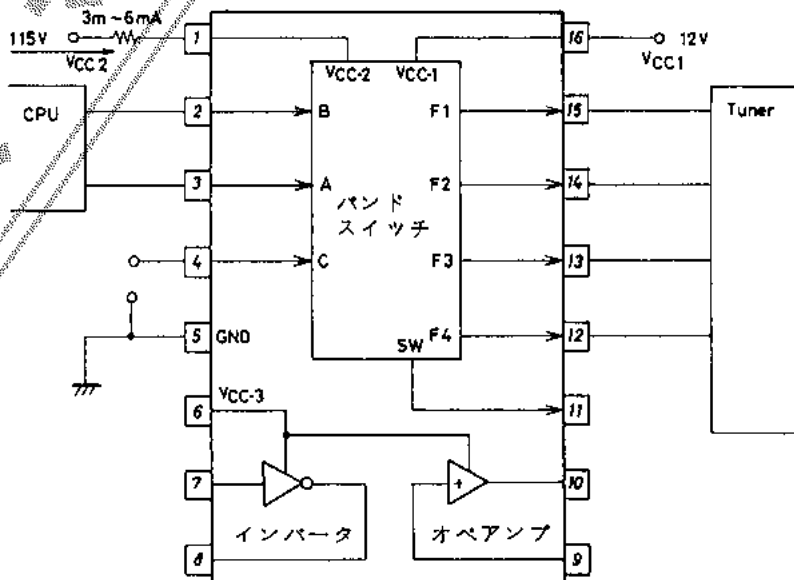 3m~6mA
115V
VCC2
1
16
12V
VCC1
VCC-2
VCC-1
CPU
2
B
F1
15
Tuner
3
A
F2
14
バンド
スイッチ
4
C
F3
13
5
GND
SW
F4
12
6
VCC-3
11
7
+
10
インバータ
オペアンプ
8
9